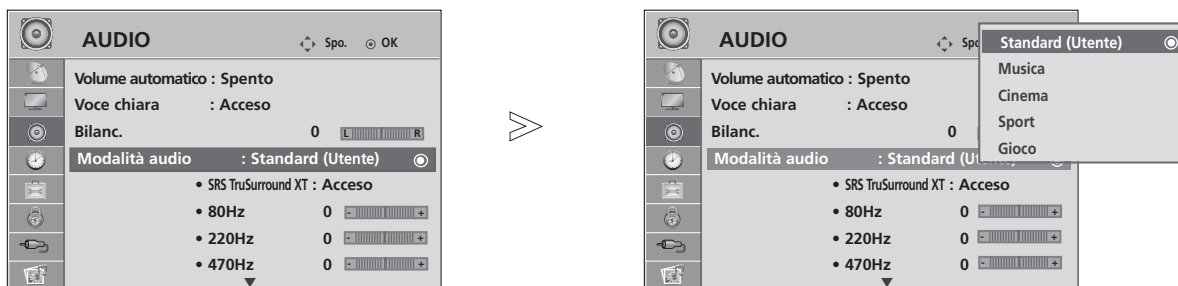 AUDIO
Spo. OK
Volume automatico : Spento
Voce chiara : Acceso
Bilanc. 0 L R
Modalità audio : Standard (Utente)
• SRS TruSurround XT : Acceso
• 80Hz 0 - +
• 220Hz 0 - +
• 470Hz 0 - +
AUDIO
Spo
Volume automatico : Spento
Voce chiara : Acceso
Bilanc. 0
Modalità audio : Standard (U
• SRS TruSurround XT : Acceso
• 80Hz 0 - +
• 220Hz 0 - +
• 470Hz 0 - +
Standard (Utente)
Musica
Cinema
Sport
Gioco